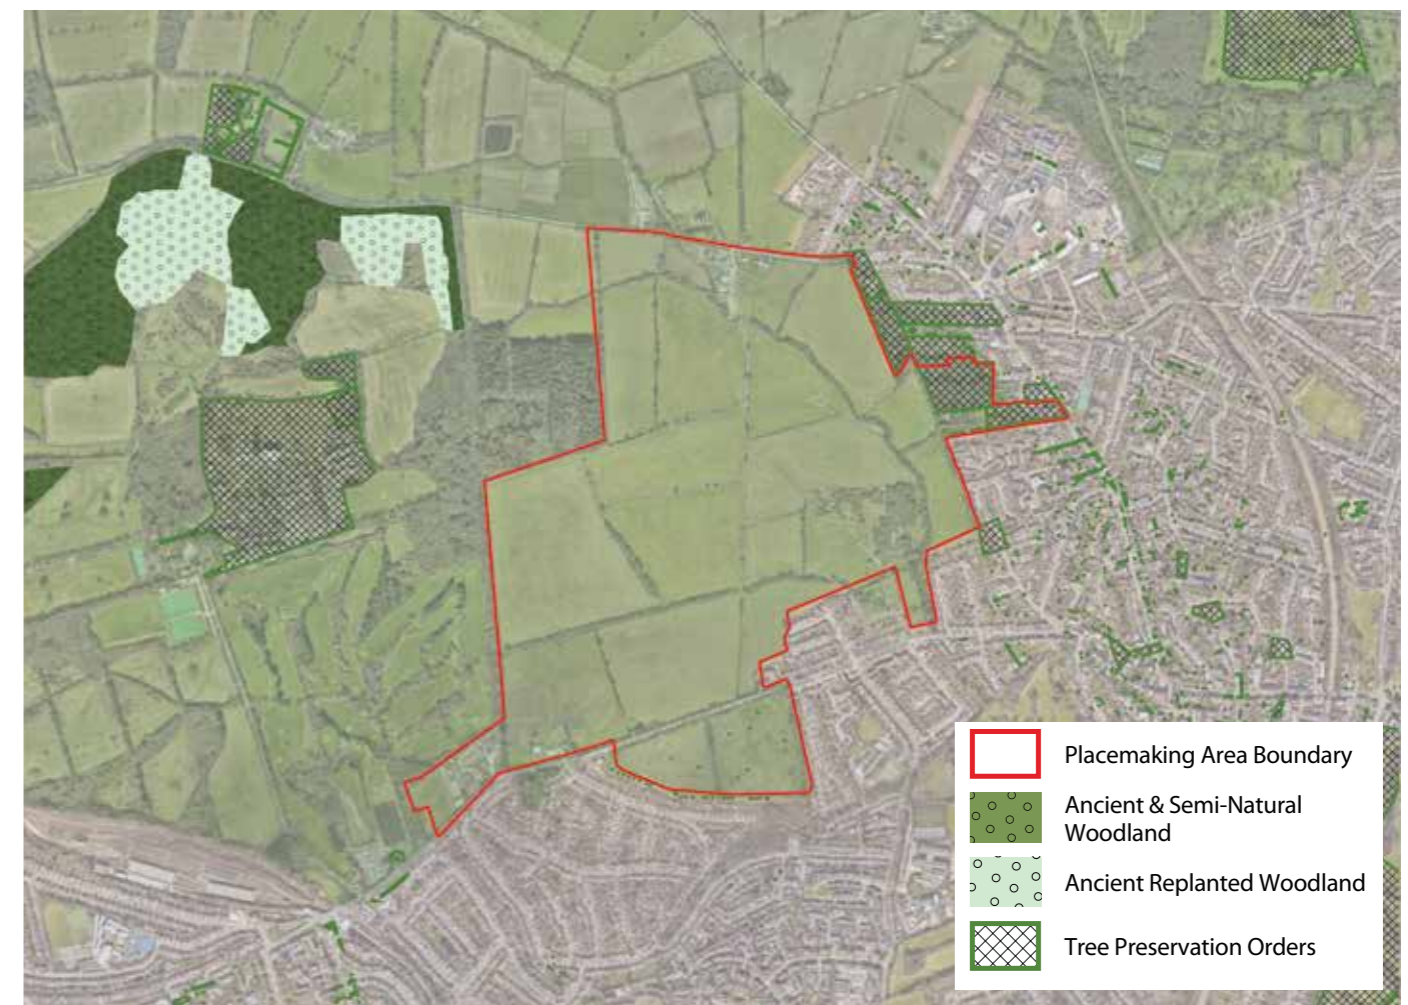 Placemaking Area Boundary
Ancient & Semi-Natural
Woodland
Ancient Replanted Woodland
Tree Preservation Orders